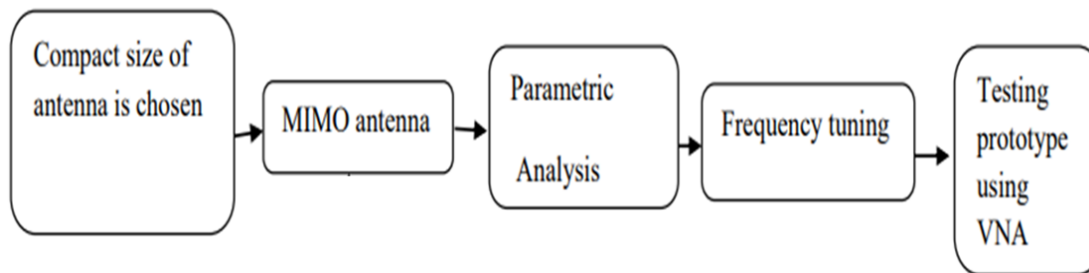 Compact size of
antenna is chosen
MIMO antenna
Parametric
Analysis
Frequency tuning
Testing
prototype
using
VNA